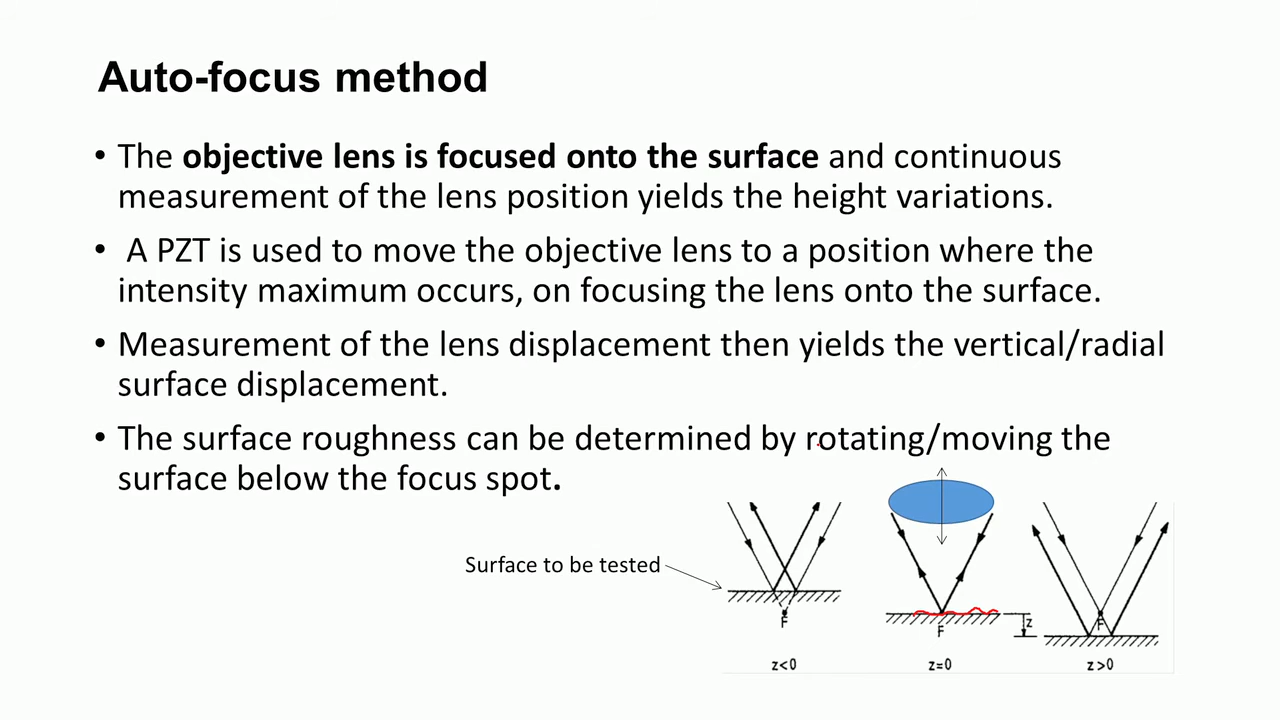 Auto-focus method
• The objective lens is focused onto the surface and continuous
measurement of the lens position yields the height variations.
• A PZT is used to move the objective lens to a position where the
intensity maximum occurs, on focusing the lens onto the surface.
• Measurement of the lens displacement then yields the vertical/radial
surface displacement.
• The surface roughness can be determined by rotating/moving the
surface below the focus spot.
Surface to be tested
F
F
F
z
z<0
z=0
z>0